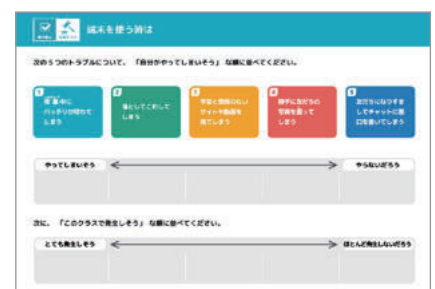 端末を使う時は
次の5つのトラブルについて、「自分がやってしまいそう」な順に並べてください。
1
授業中に
バッテリが切れて
しまう
2
落としてこわして
しまう
3
学習と関係のない
サイトや動画を
見てしまう
4
勝手に友だちの
写真を撮って
しまう
5
友だちになりすま
してチャットに悪
口を書いてしまう
やってしまいそう
やらないだろう
次に、「このクラスで発生しそう」な順に並べてください。
とても発生しそう
ほとんど発生しないだろう